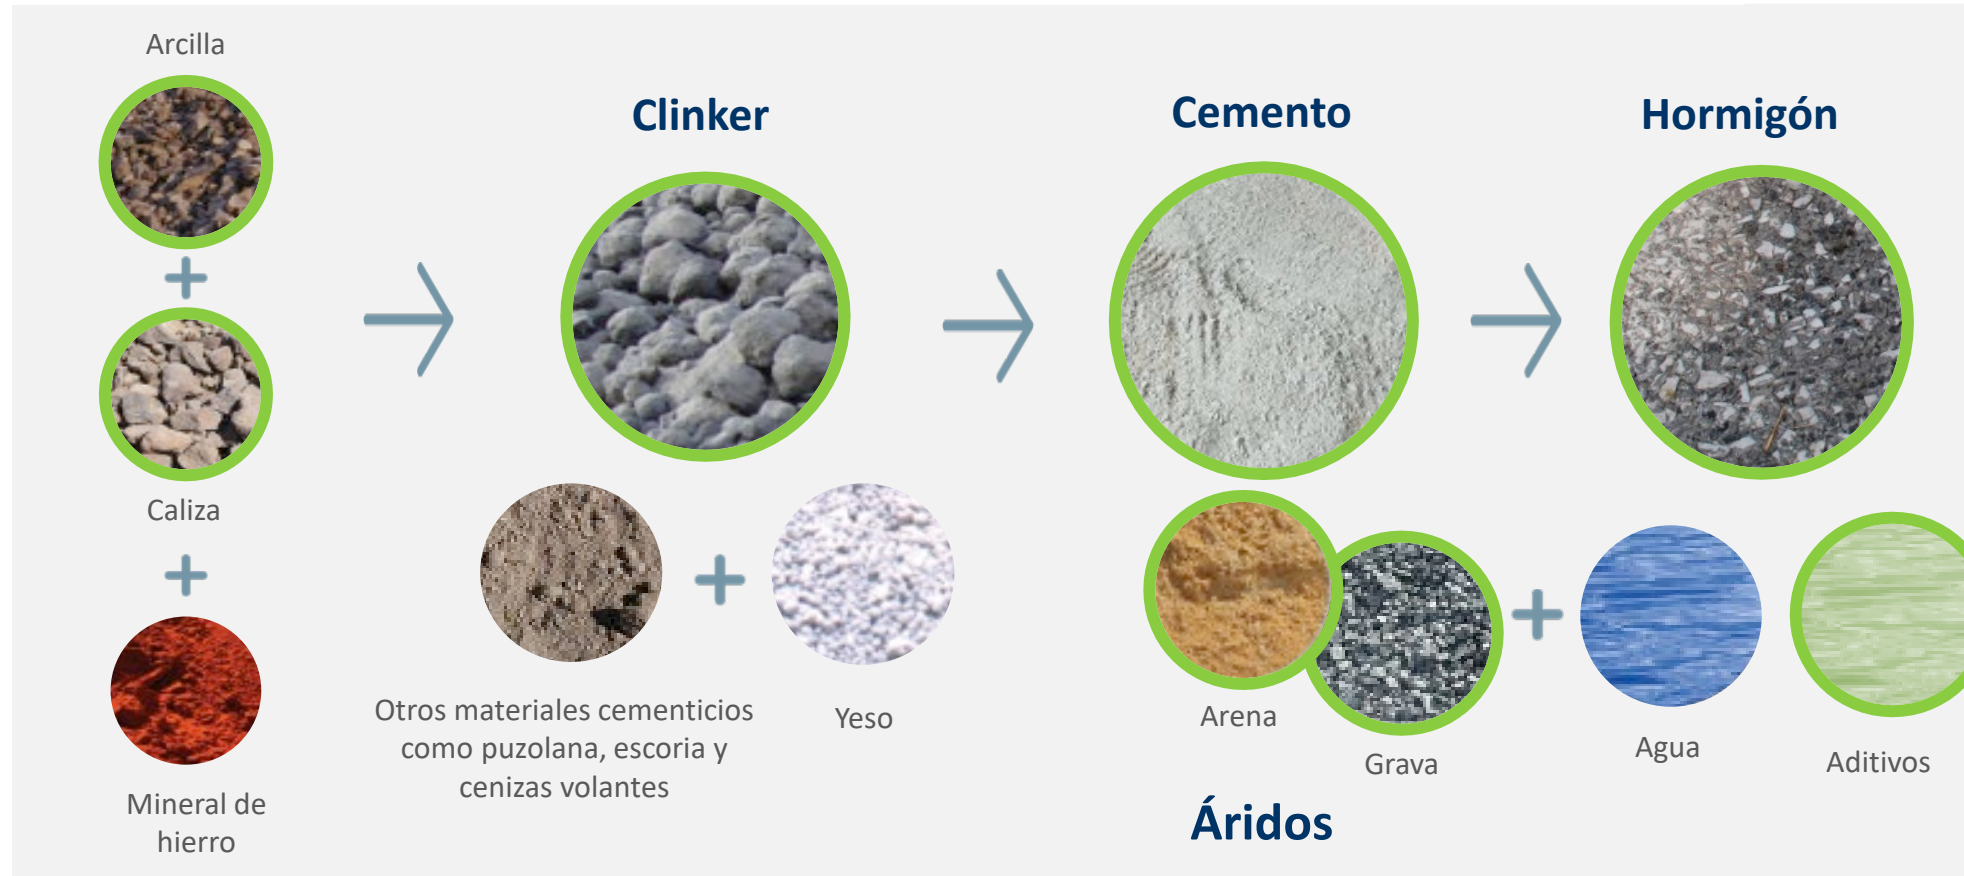 Arcilla
Caliza
Mineral de
hierro
Clinker
Otros materiales cementicios
como puzolana, escoria y
cenizas volantes
Yeso
Cemento
Arena
Grava
Áridos
Hormigón
Agua
Aditivos